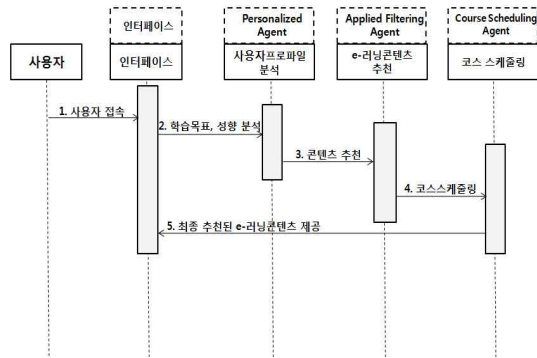 인터페이스
Personalized
Agent
Applied Filtering
Agent
Course Scheduling
Agent
사용자
인터페이스
사용자프로파일
분석
e-러닝콘텐츠
추천
코스 스케줄링
1. 사용자 접속
2. 학습목표, 성향 분석
3. 콘텐츠 추천
4. 코스스케줄링
5. 최종 추천된 e-러닝콘텐츠 제공